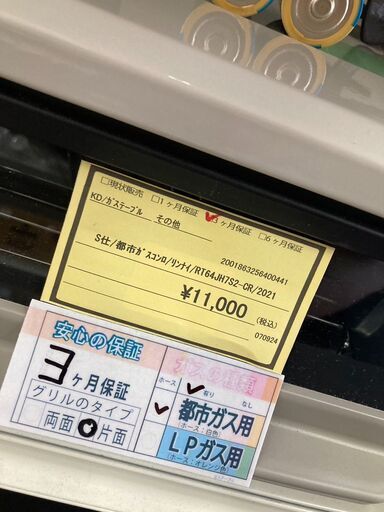 □現状販売 □1ヶ月保証 ☑3ヶ月保証 □6ヶ月保証
KD/ガステーブル その他
2001863256400441
S仕/都市ガスコンロ/リンナイ/RT64JH7S2-CR/2021
¥11,000 (税込)
070924
安心の保証
3ヶ月保証
グリルのタイプ
両面 片面
ガスの種類
ホース: 有り なし
都市ガス用
(ホース:白色)
LPガス用
(ホース:オレンジ色)